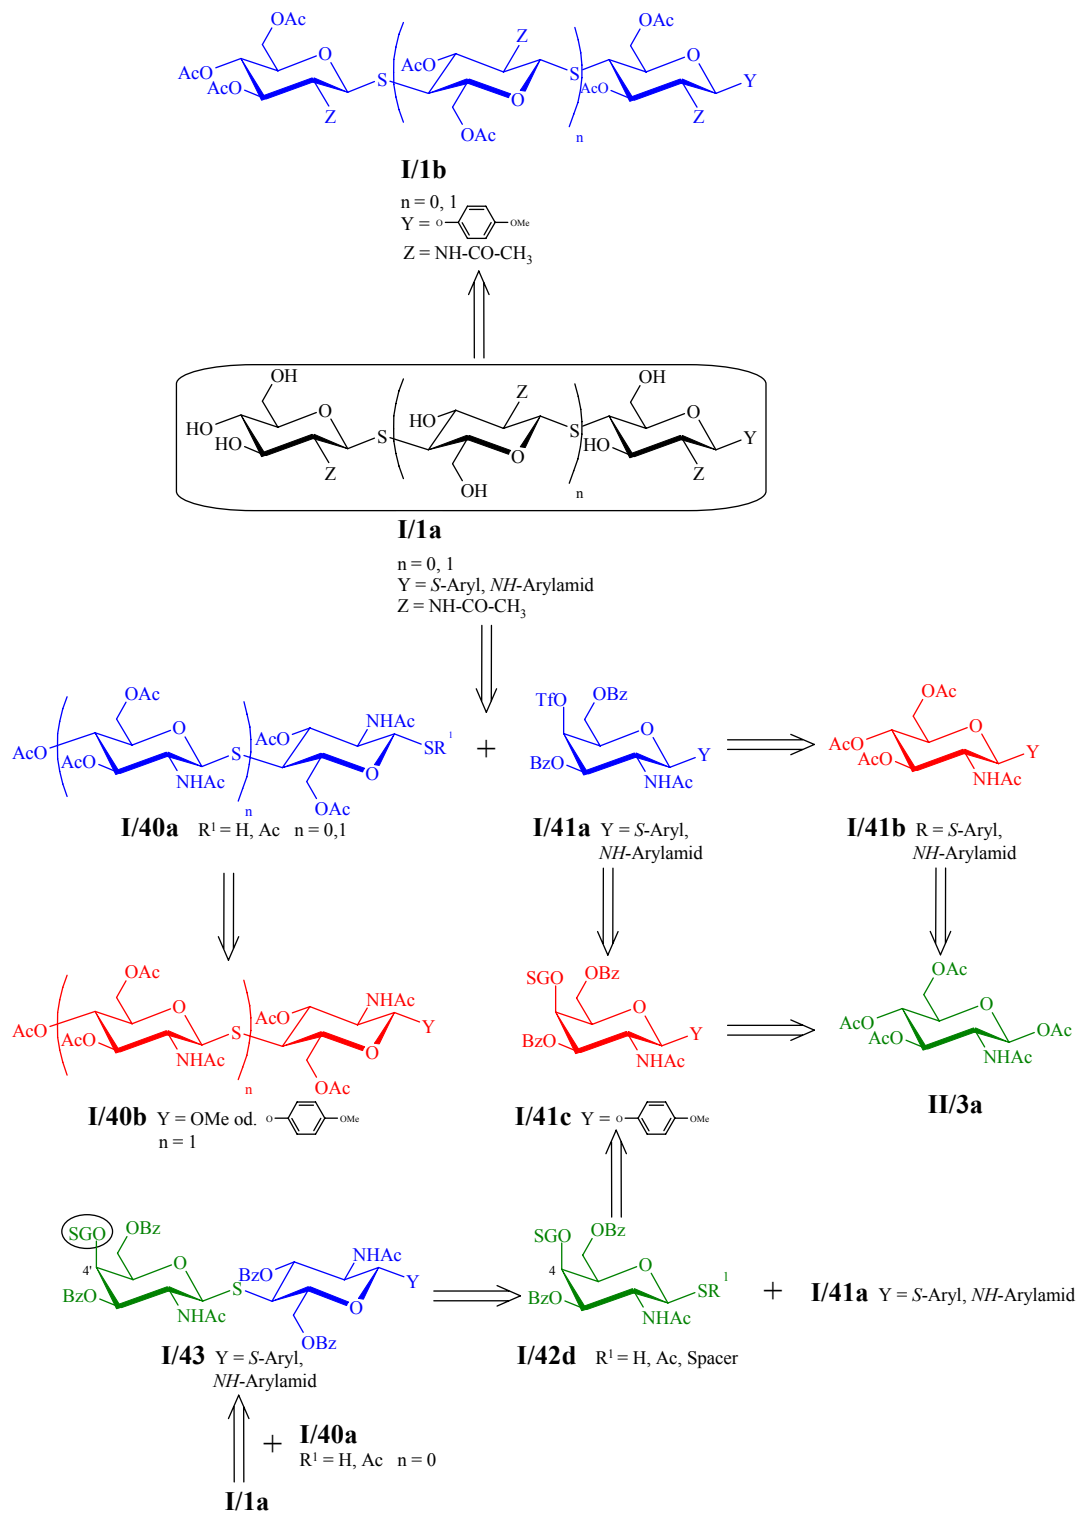 OAc
OAc
Z
O
AcO
O
AcO
S
S
Y
AcO
AcO
O
Z
Z
OAc
n
I/1b
n = 0, 1
Y = O OMe
Z = NH-CO-CH3
OH
OH
Z
O
HO
O
HO
S
S
Y
HO
HO
O
Z
Z
OH
n
I/1a
n = 0, 1
Y = S-Aryl, NH-Arylamid
Z = NH-CO-CH3
OAc
NHAc
TfO
OBz
OAc
AcO
O
AcO
S
SR1
+
O
Y
AcO
O
Y
AcO
NHAc
O
BzO
NHAc
AcO
NHAc
n
OAc
I/40a R1 = H, Ac n = 0,1
I/41a Y = S-Aryl,
NH-Arylamid
I/41b R = S-Aryl,
NH-Arylamid
OAc
NHAc
SGO
OBz
OAc
AcO
O
AcO
S
Y
O
Y
AcO
O
OAc
AcO
NHAc
O
BzO
NHAc
AcO
NHAc
n
OAc
I/40b Y = OMe od. O OMe
n = 1
I/41c Y = O OMe
II/3a
SGO
OBz
NHAc
SGO
OBz
4'
O
BzO
S
Y
4
O
SR1
+
I/41a Y = S-Aryl, NH-Arylamid
BzO
NHAc
O
BzO
NHAc
OBz
I/43 Y = S-Aryl,
NH-Arylamid
I/42d R1 = H, Ac, Spacer
+
I/40a
R1 = H, Ac n = 0
I/1a